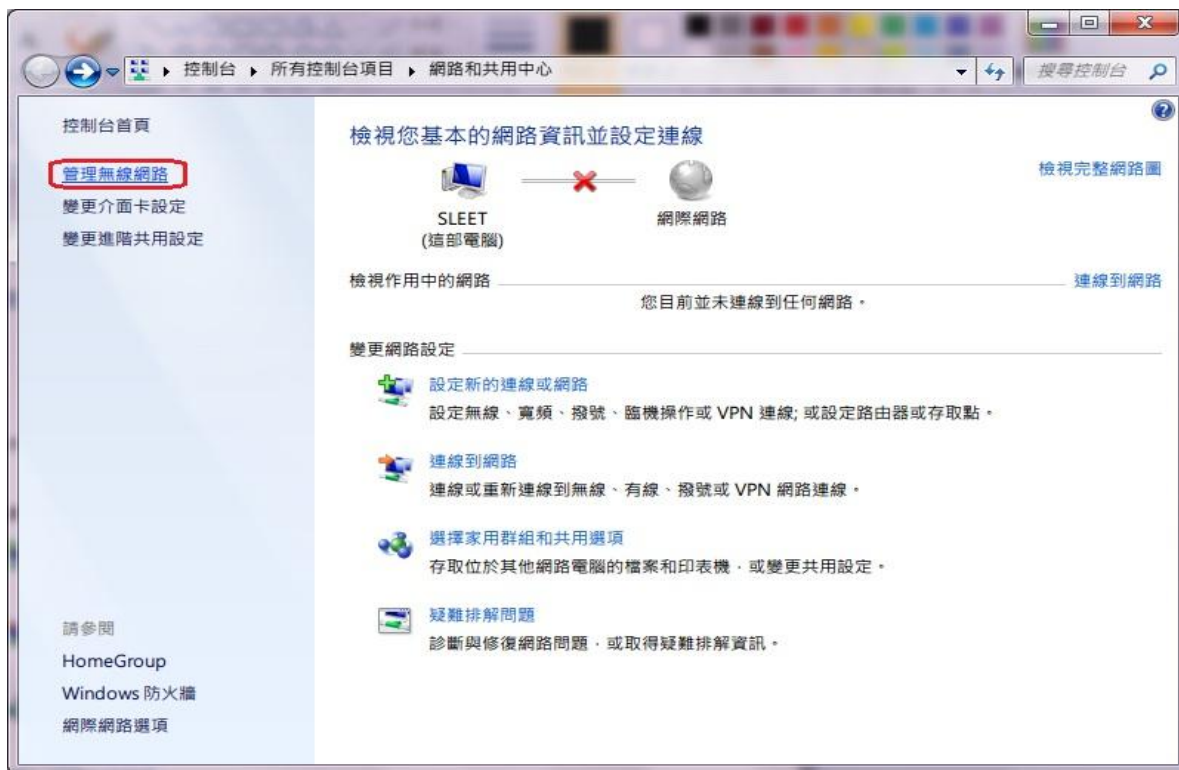 控制台 ▸ 所有控制台項目 ▸ 網路和共用中心
搜尋控制台
控制台首頁
管理無線網路
變更介面卡設定
變更進階共用設定
檢視您基本的網路資訊並設定連線
檢視完整網路圖
SLEET
(這部電腦)
網際網路
檢視作用中的網路
連線到網路
您目前並未連線到任何網路。
變更網路設定
設定新的連線或網路
設定無線、寬頻、撥號、臨機操作或 VPN 連線; 或設定路由器或存取點。
連線到網路
連線或重新連線到無線、有線、撥號或 VPN 網路連線。
選擇家用群組和共用選項
存取位於其他網路電腦的檔案和印表機，或變更共用設定。
疑難排解問題
診斷與修復網路問題，或取得疑難排解資訊。
請參閱
HomeGroup
Windows 防火牆
網際網路選項